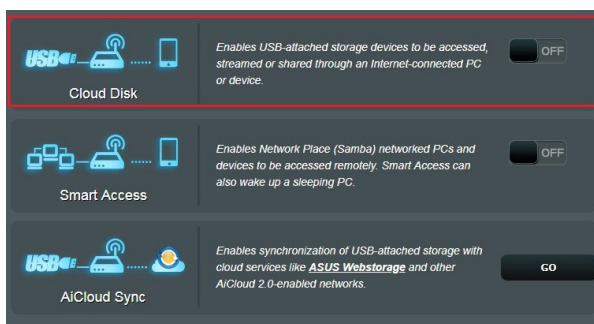 USB
Cloud Disk
Enables USB-attached storage devices to be accessed,
streamed or shared through an Internet-connected PC
or device.
OFF
Smart Access
Enables Network Place (Samba) networked PCs and
devices to be accessed remotely. Smart Access can
also wake up a sleeping PC.
OFF
USB
AiCloud Sync
Enables synchronization of USB-attached storage with
cloud services like ASUS Webstorage and other
AiCloud 2.0-enabled networks.
GO